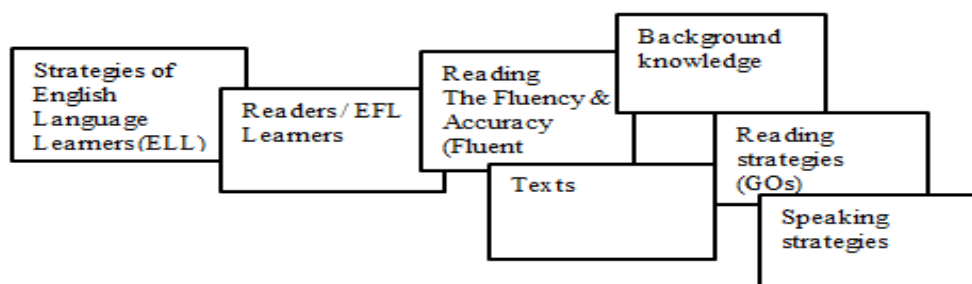 Strategies of
English
Language
Learners(ELL)
Readers / EFL
Learners
Reading
The Fluency &
Accuracy
(Fluent
Texts
Background
knowledge
Reading
strategies
(GOs)
Speaking
strategies